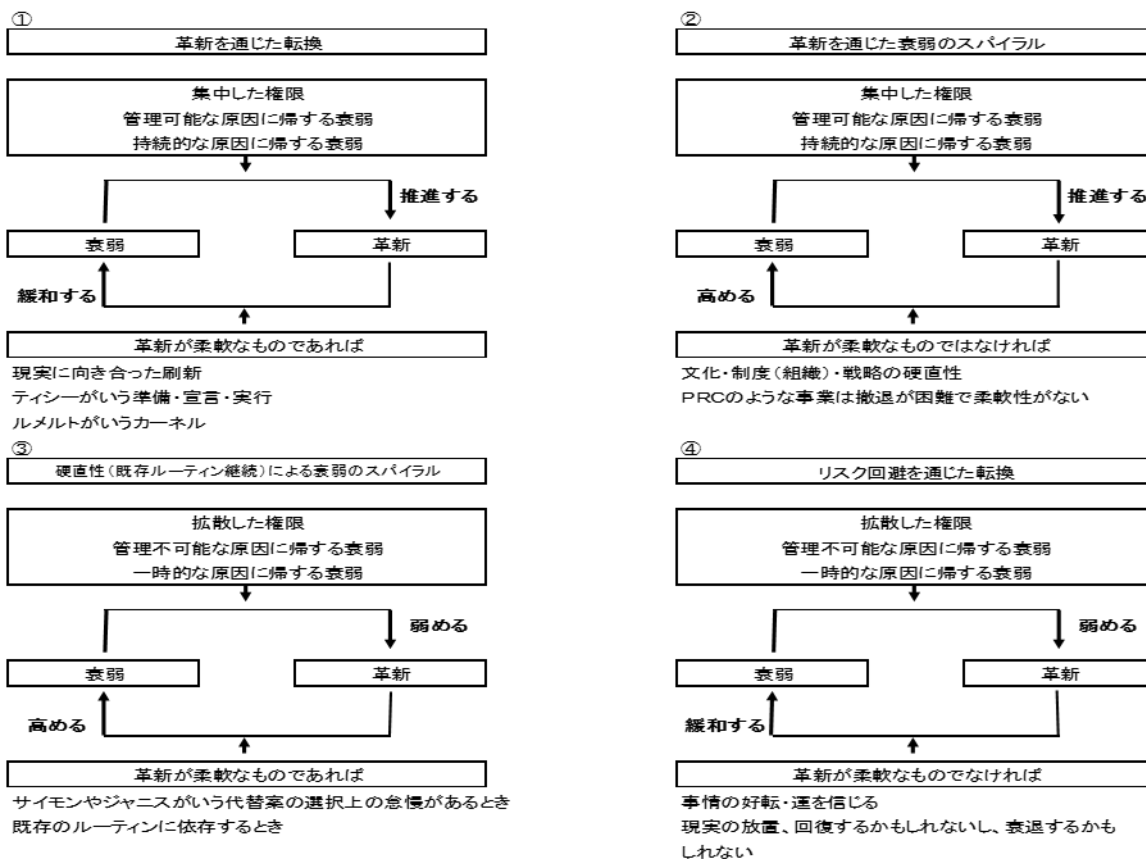 ①
革新を通じた転換
集中した権限
管理可能な原因に帰する衰弱
持続的な原因に帰する衰弱
推進する
衰弱
革新
緩和する
革新が柔軟なものであれば
現実に向き合った刷新
ティシーがいう準備・宣言・実行
ルメルトがいうカーネル
②
革新を通じた衰弱のスパイラル
集中した権限
管理可能な原因に帰する衰弱
持続的な原因に帰する衰弱
推進する
衰弱
革新
高める
革新が柔軟なものではなければ
文化・制度(組織)・戦略の硬直性
PRCのような事業は撤退が困難で柔軟性がない
③
硬直性(既存ルーティン継続)による衰弱のスパイラル
拡散した権限
管理不可能な原因に帰する衰弱
一時的な原因に帰する衰弱
弱める
衰弱
革新
高める
革新が柔軟なものであれば
サイモンやジャニスがいう代替案の選択上の怠慢があるとき
既存のルーティンに依存するとき
④
リスク回避を通じた転換
拡散した権限
管理不可能な原因に帰する衰弱
一時的な原因に帰する衰弱
弱める
衰弱
革新
緩和する
革新が柔軟なものでなければ
事情の好転・運を信じる
現実の放置、回復するかもしれないし、衰退するかも
しれない